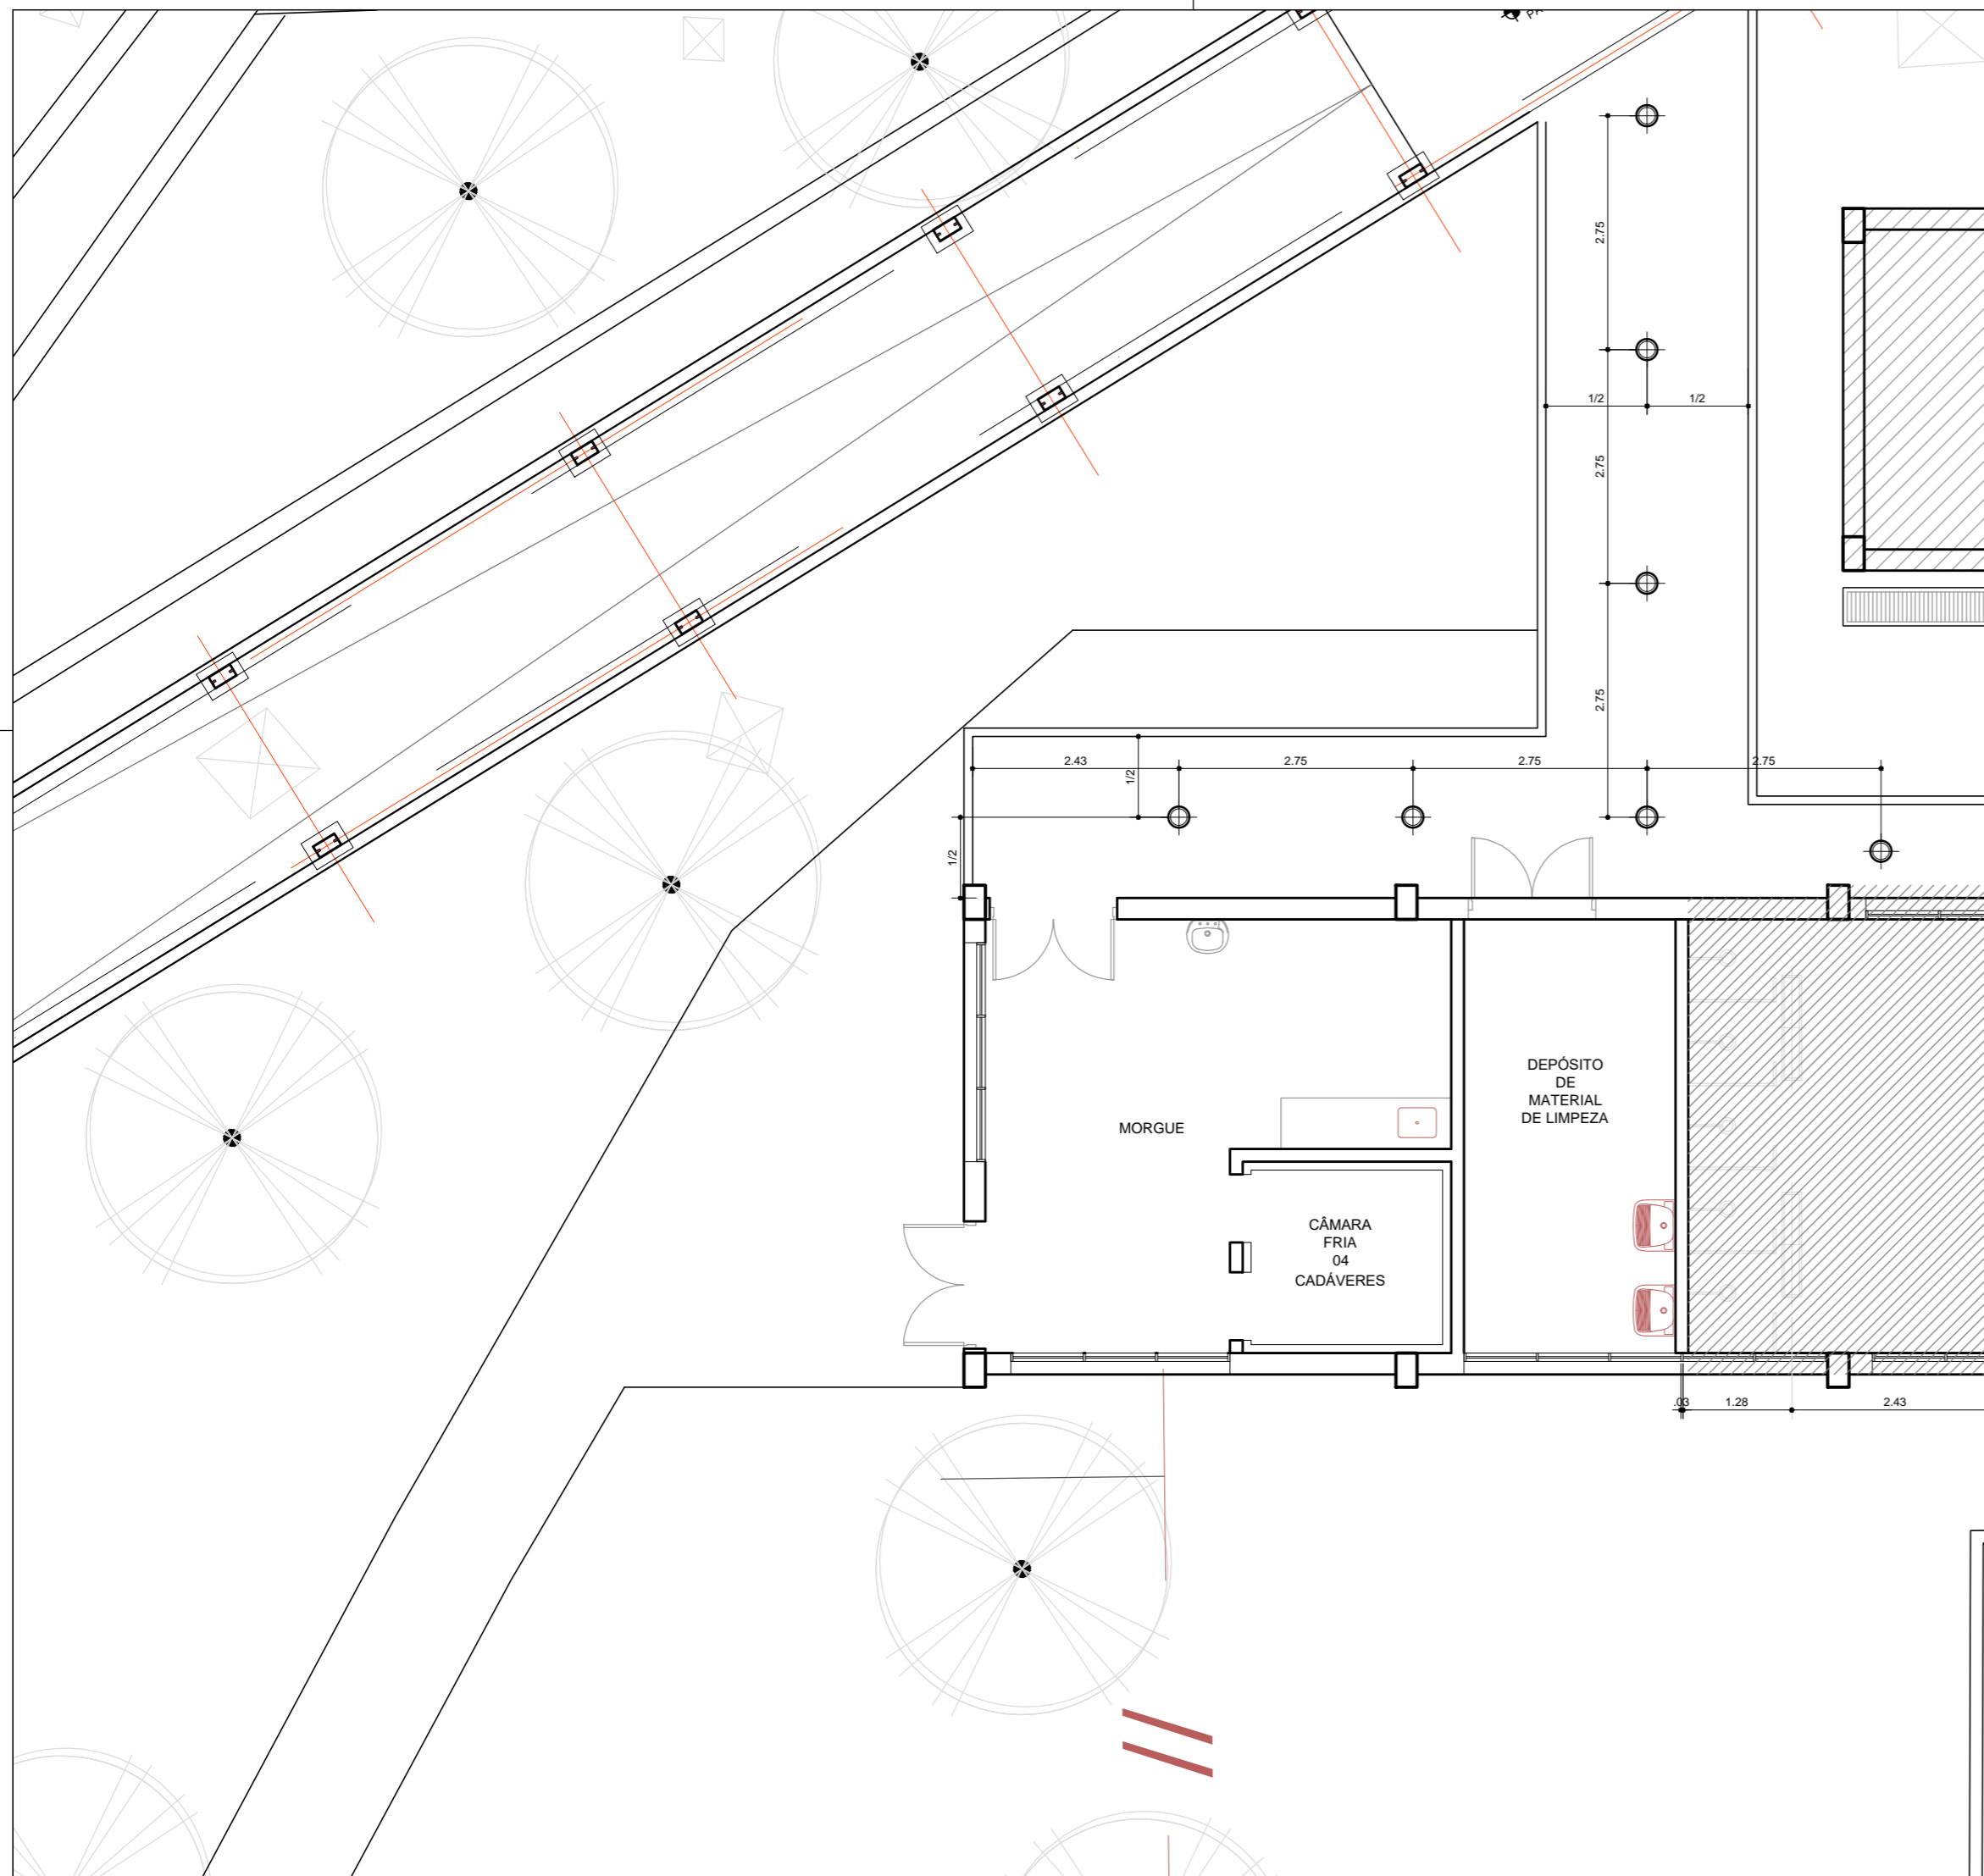 2.75
1/2
1/2
2.75
2.75
2.43
2.75
2.75
2.75
1/2
1/2
DEPÓSITO
DE
MATERIAL
DE LIMPEZA
MORGUE
CÂMARA
FRIA
04
CADÁVERES
.03
1.28
2.43